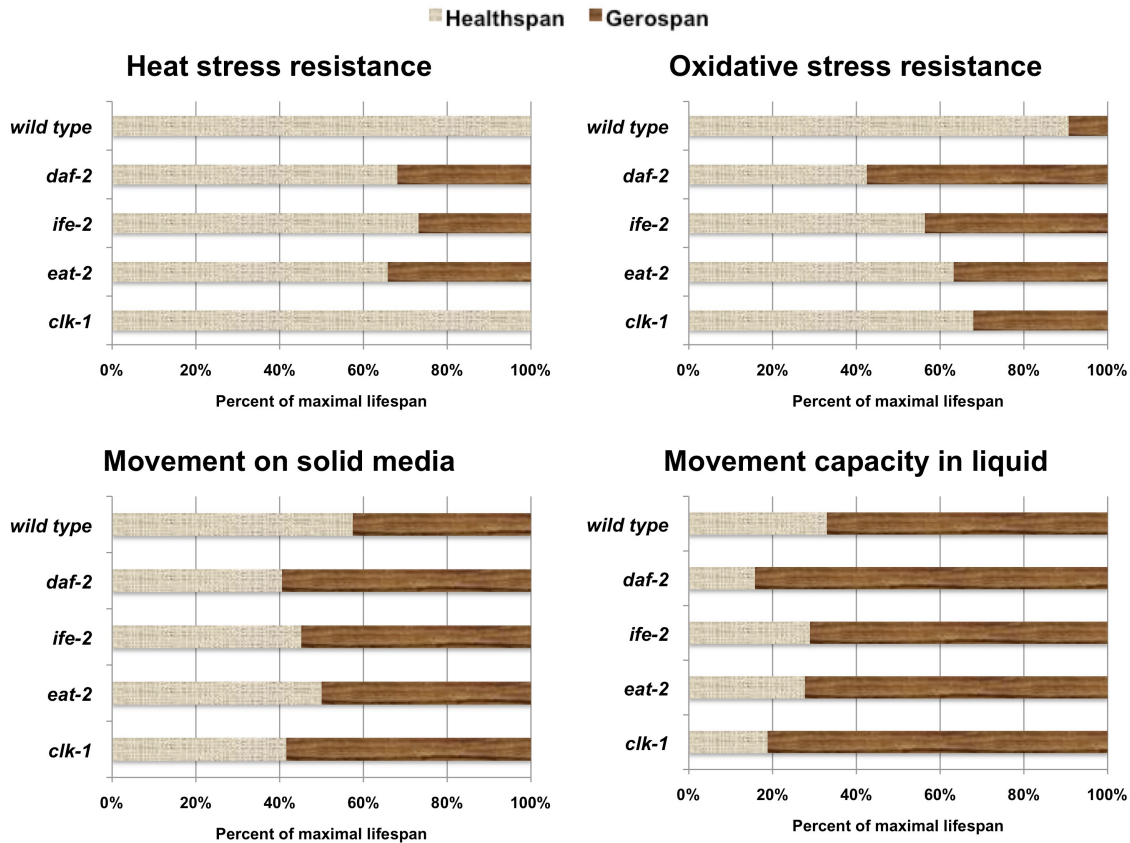 Healthspan Gerospan
Heat stress resistance
wild type
daf-2
ife-2
eat-2
clk-1
0% 20% 40% 60% 80% 100%
Percent of maximal lifespan
Oxidative stress resistance
wild type
daf-2
ife-2
eat-2
clk-1
0% 20% 40% 60% 80% 100%
Percent of maximal lifespan
Movement on solid media
wild type
daf-2
ife-2
eat-2
clk-1
0% 20% 40% 60% 80% 100%
Percent of maximal lifespan
Movement capacity in liquid
wild type
daf-2
ife-2
eat-2
clk-1
0% 20% 40% 60% 80% 100%
Percent of maximal lifespan